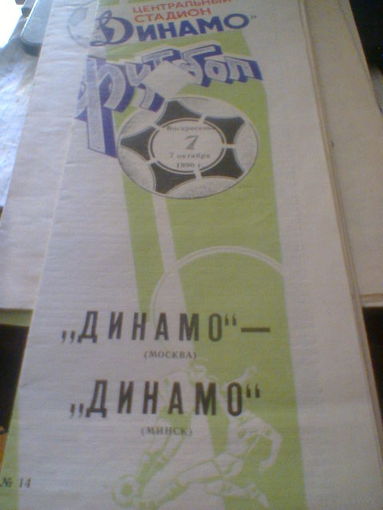 ЦЕНТРАЛЬНЫЙ
СТАДИОН
„ДИНАМО"
ФУТБОЛ
Воскресенье
7
7 октября
1990 г.
„ДИНАМО" —
(МОСКВА)
„ДИНАМО"
(МИНСК)
№ 14